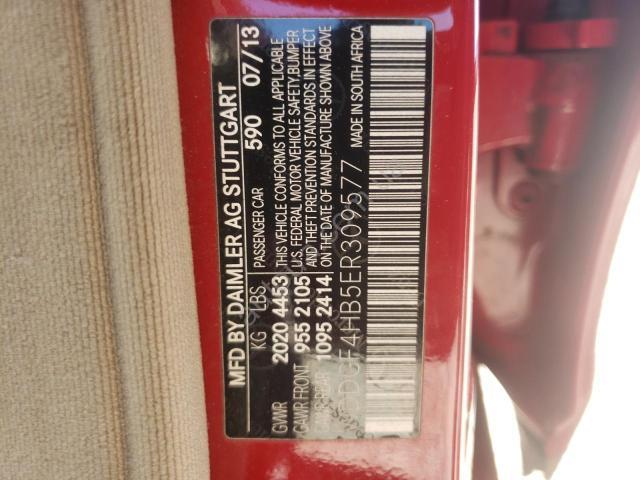 MFD BY DAIMLER AG STUTTGART
PASSENGER CAR 590 07/13
THIS VEHICLE CONFORMS TO ALL APPLICABLE
U.S. FEDERAL MOTOR VEHICLE SAFETY, BUMPER
AND THEFT PREVENTION STANDARDS IN EFFECT
ON THE DATE OF MANUFACTURE SHOWN ABOVE
KG LBS
GVWR 2020 4453
GAWR FRONT 955 2105
1095 2414
4HB5ER309577
MADE IN SOUTH AFRICA